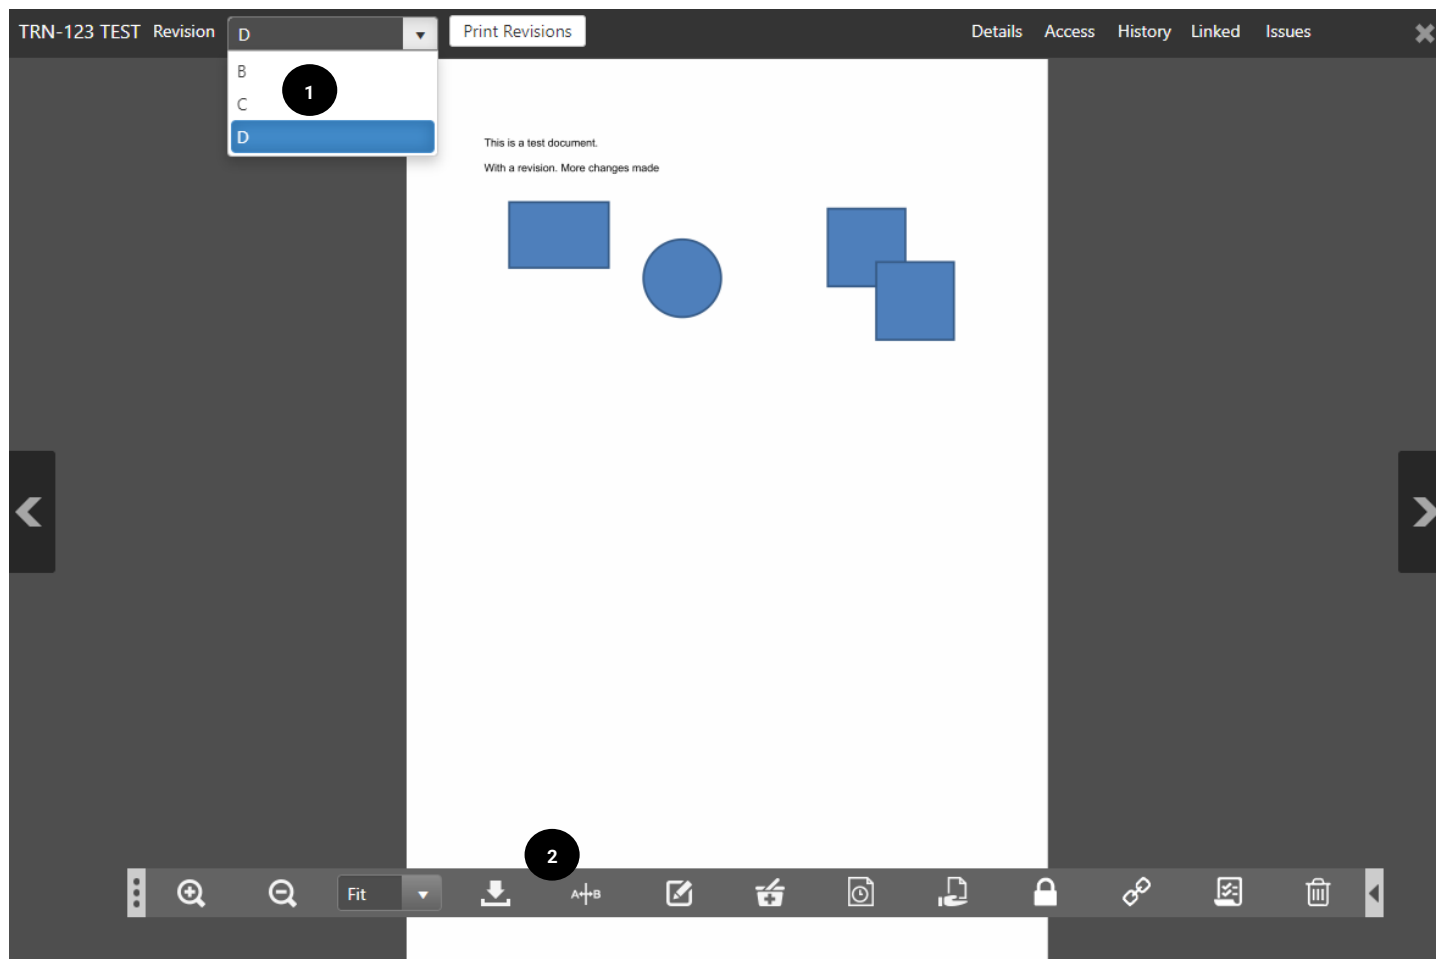 TRN-123 TEST Revision D Print Revisions Details Access History Linked Issues
B
1
C
D
This is a test document.
With a revision. More changes made
2
Fit A B